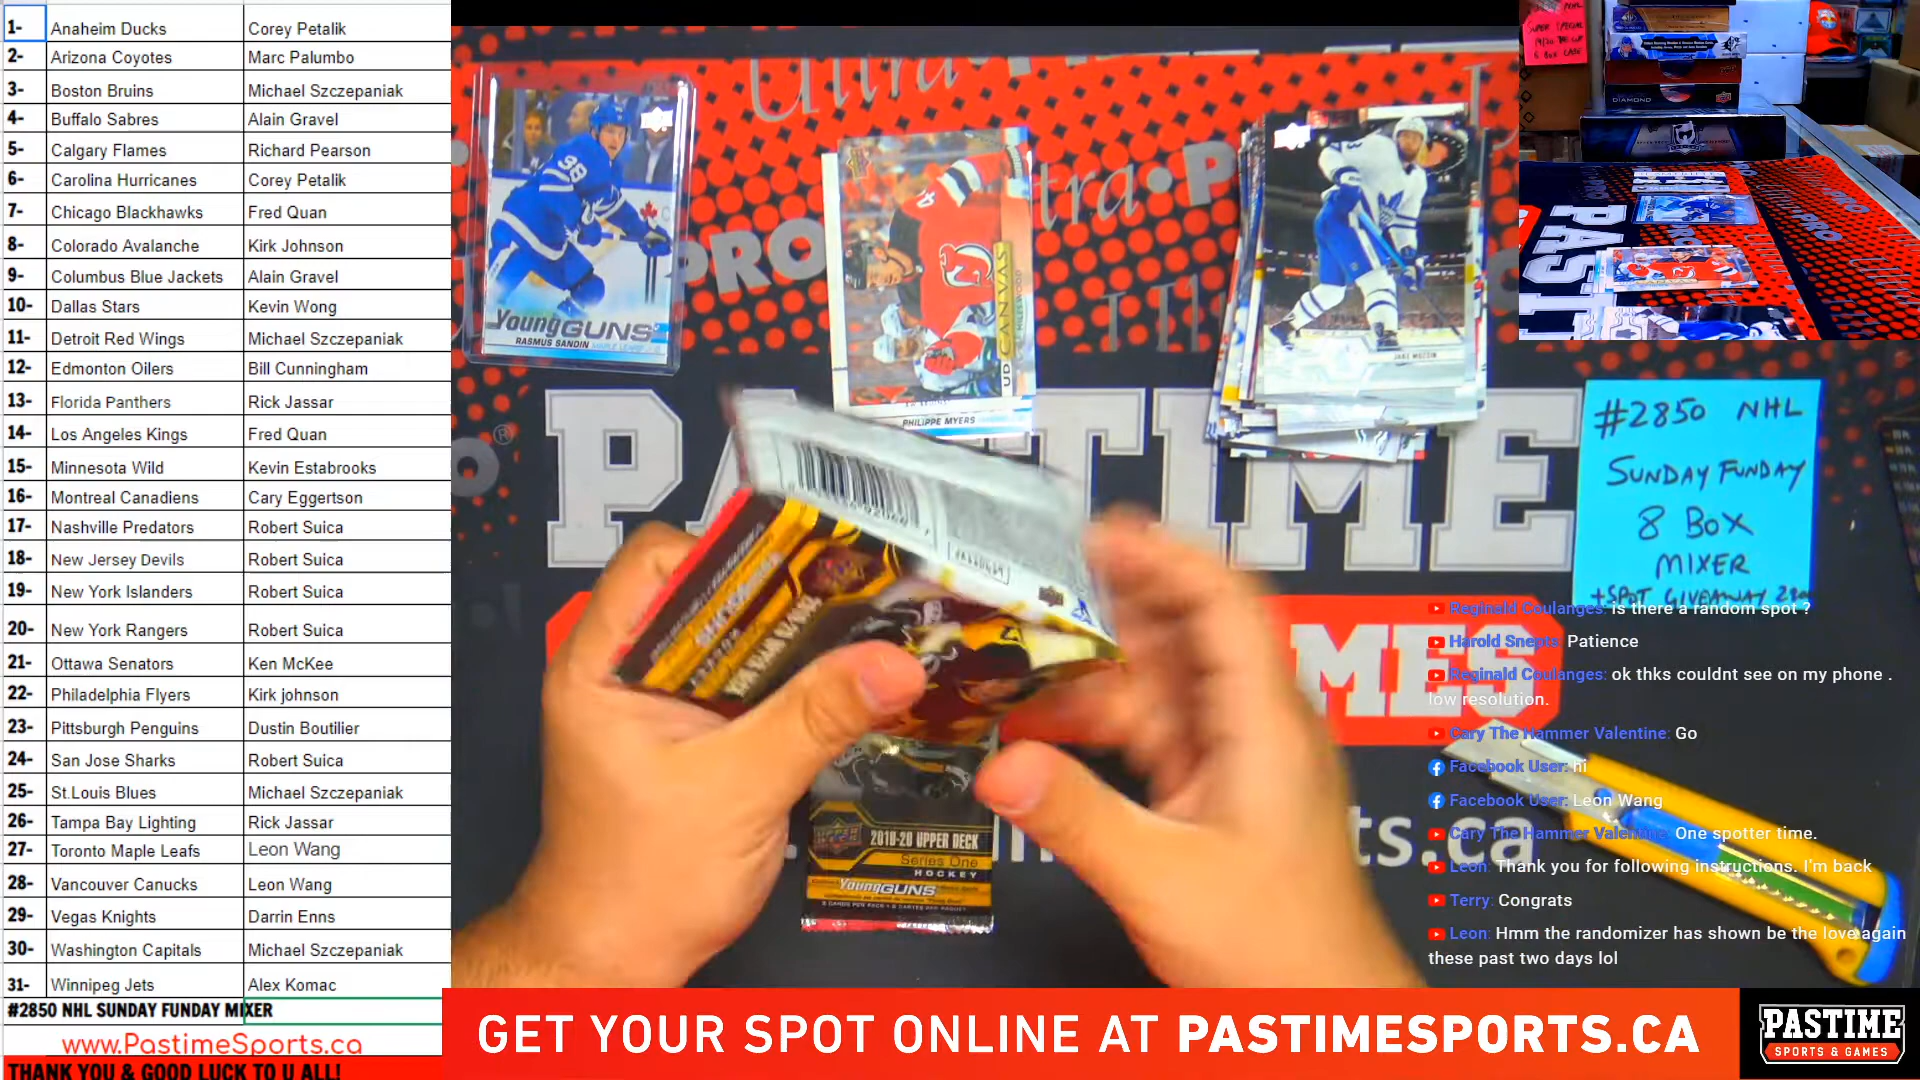 1- Anaheim Ducks Corey Petalik
2- Arizona Coyotes Marc Palumbo
3- Boston Bruins Michael Szczepaniak
4- Buffalo Sabres Alain Gravel
5- Calgary Flames Richard Pearson
6- Carolina Hurricanes Corey Petalik
7- Chicago Blackhawks Fred Quan
8- Colorado Avalanche Kirk Johnson
9- Columbus Blue Jackets Alain Gravel
10- Dallas Stars Kevin Wong
11- Detroit Red Wings Michael Szczepaniak
12- Edmonton Oilers Bill Cunningham
13- Florida Panthers Rick Jassar
14- Los Angeles Kings Fred Quan
15- Minnesota Wild Kevin Estabrooks
16- Montreal Canadiens Cary Eggertson
17- Nashville Predators Robert Suica
18- New Jersey Devils Robert Suica
19- New York Islanders Robert Suica
20- New York Rangers Robert Suica
21- Ottawa Senators Ken McKee
22- Philadelphia Flyers Kirk johnson
23- Pittsburgh Penguins Dustin Boutilier
24- San Jose Sharks Robert Suica
25- St.Louis Blues Michael Szczepaniak
26- Tampa Bay Lighting Rick Jassar
27- Toronto Maple Leafs Leon Wang
28- Vancouver Canucks Leon Wang
29- Vegas Knights Darrin Enns
30- Washington Capitals Michael Szczepaniak
31- Winnipeg Jets Alex Komac
#2850 NHL SUNDAY FUNDAY MIXER
www.PastimeSports.ca
THANK YOU & GOOD LUCK TO U ALL!
Young GUNS
RASMUS SANDIN
PRO
UD CANVAS
MILES WOOD
PHILIPPE MYERS
JAKE MUZZIN
DIAMOND
#2850 NHL
SUNDAY FUNDAY
8 BOX
MIXER
+SPOT GIVEAWAY
2019-20 UPPER DECK
Series One
HOCKEY
Young GUNS
Reginald Coulanges: is there a random spot ?
Harold Snepts: Patience
Reginald Coulanges: ok thks couldnt see on my phone .
low resolution.
Cary The Hammer Valentine: Go
Facebook User: hi
Facebook User: Leon Wang
Cary The Hammer Valentine: One spotter time.
Leon: Thank you for following instructions. I'm back
Terry: Congrats
Leon: Hmm the randomizer has shown be the love again
these past two days lol
GET YOUR SPOT ONLINE AT PASTIMESPORTS.CA
PASTIME
SPORTS & GAMES